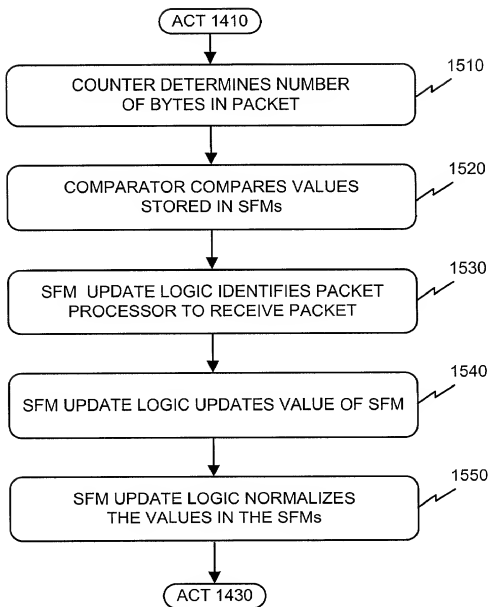 ACT 1410
1510
COUNTER DETERMINES NUMBER
OF BYTES IN PACKET
1520
COMPARATOR COMPARES VALUES
STORED IN SFMs
1530
SFM UPDATE LOGIC IDENTIFIES PACKET
PROCESSOR TO RECEIVE PACKET
1540
SFM UPDATE LOGIC UPDATES VALUE OF SFM
1550
SFM UPDATE LOGIC NORMALIZES
THE VALUES IN THE SFMs
ACT 1430